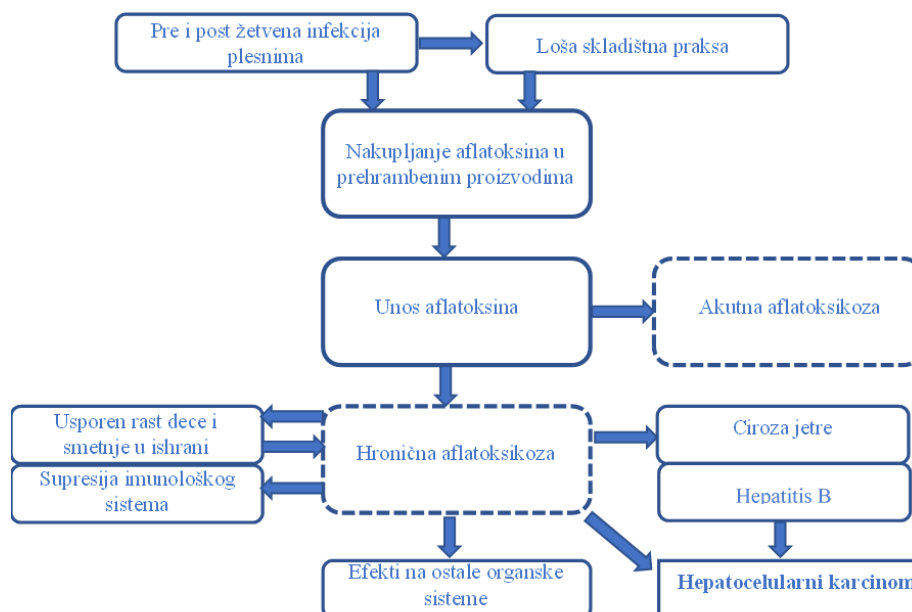 Pre i post žetvena infekcija
plesnima
Loša skladištna praksa
Nakupljanje aflatoksina u
prehrambenim proizvodima
Unos aflatoksina
Akutna aflatoksikoza
Usporen rast dece i
smetnje u ishrani
Hronična aflatoksikoza
Ciroza jetre
Supresija imunološkog
sistema
Hepatitis B
Efekti na ostale organske
sisteme
Hepatocelularni karcinom